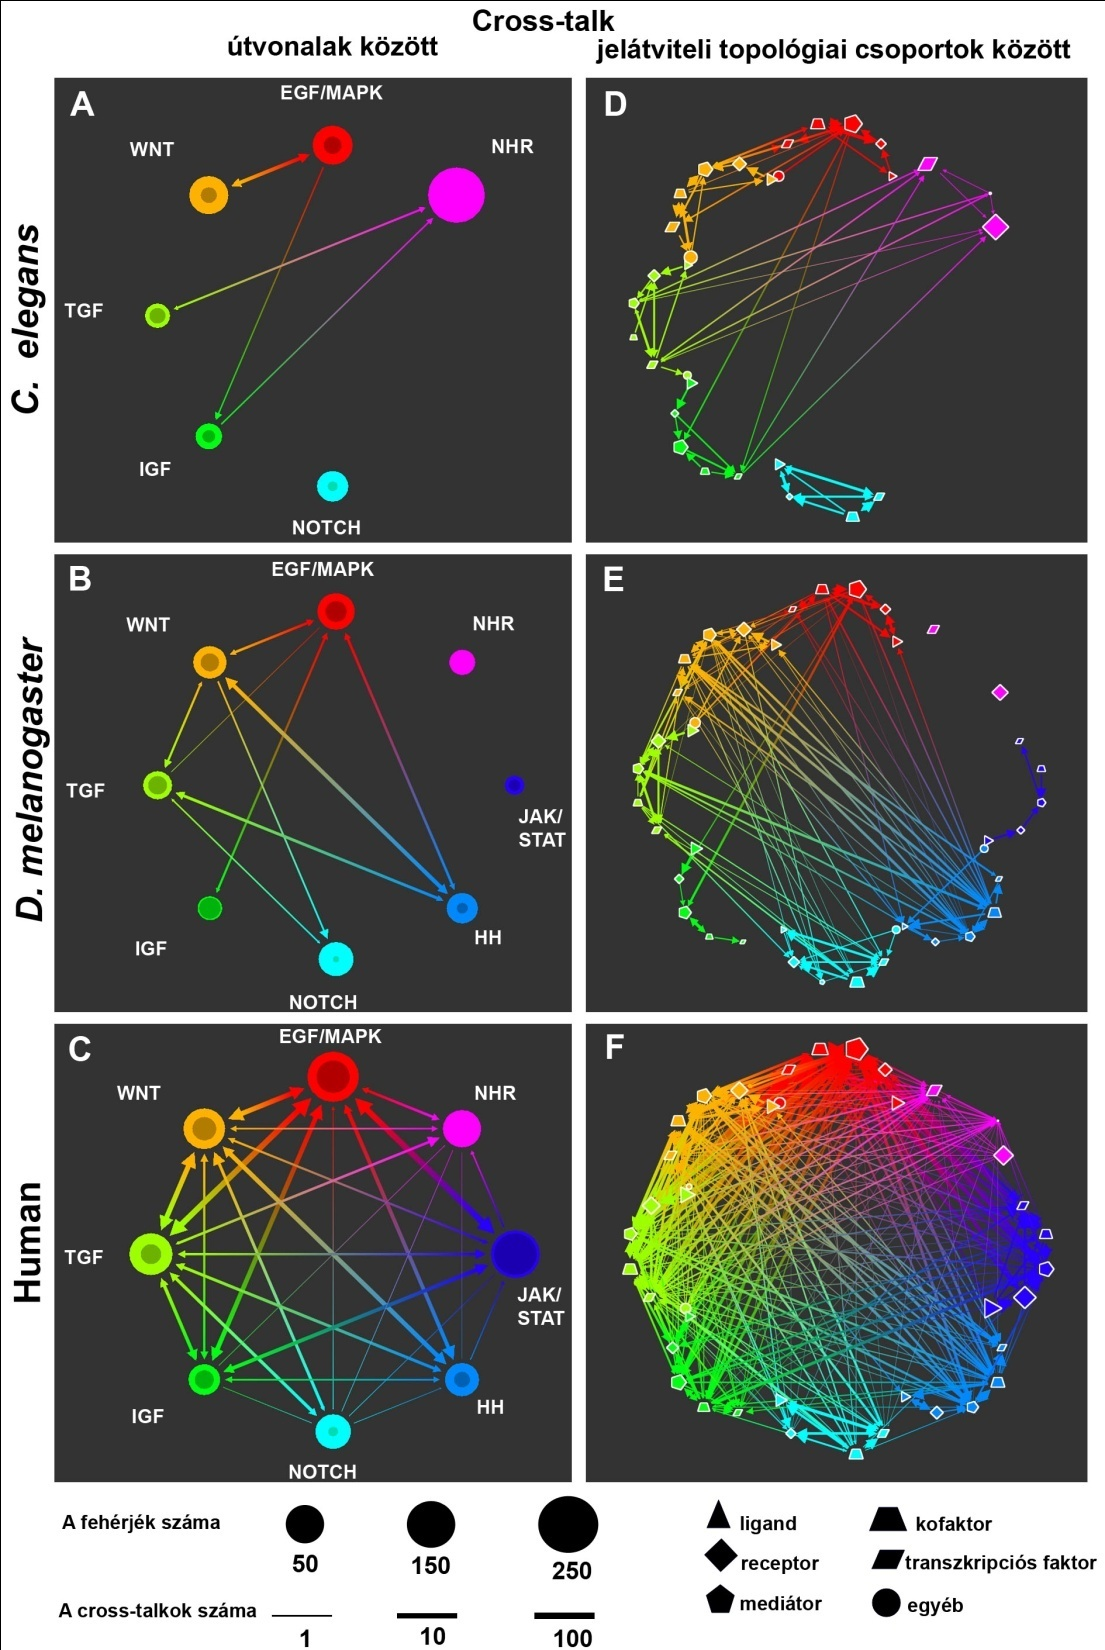 Cross-talk
útvonalak között
jelátviteli topológiai csoportok között
C. elegans
A
EGF/MAPK
WNT
NHR
TGF
IGF
NOTCH
D
D. melanogaster
B
EGF/MAPK
WNT
NHR
TGF
JAK/
STAT
IGF
HH
NOTCH
E
Human
C
EGF/MAPK
WNT
NHR
TGF
JAK/
STAT
IGF
HH
NOTCH
F
A fehérjék száma
50
150
250
A cross-talkok száma
1
10
100
ligand
kofaktor
receptor
transzkripciós faktor
mediátor
egyéb